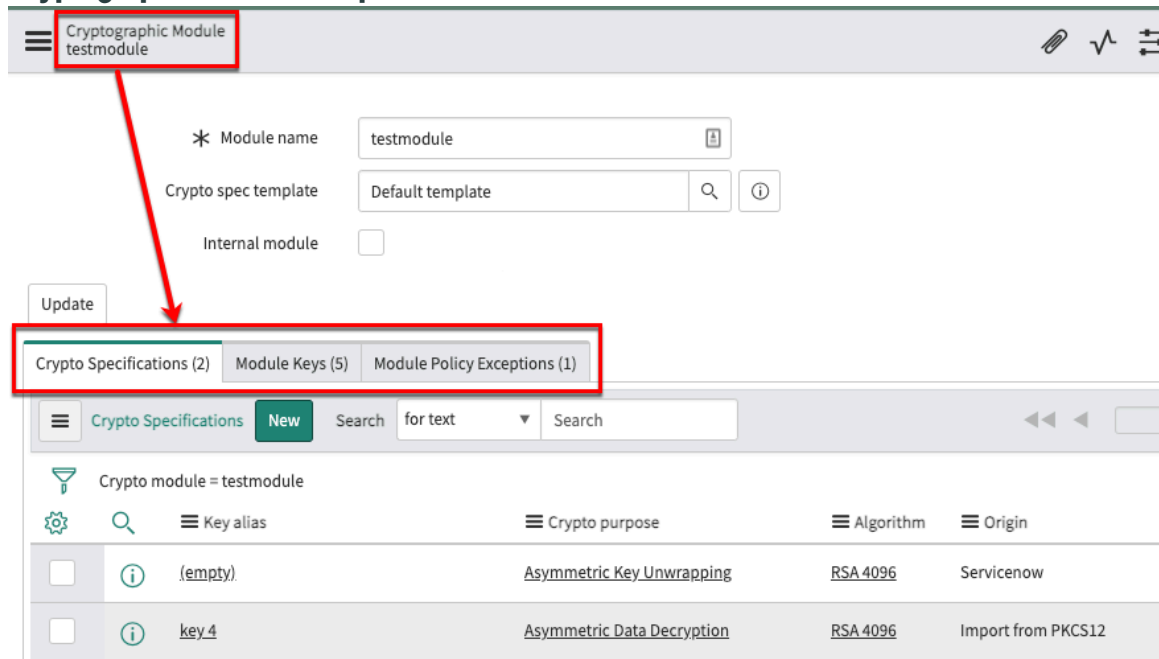 Cryptographic Module
testmodule
Module name
testmodule
Crypto spec template
Default template
Internal module
Update
Crypto Specifications (2) Module Keys (5) Module Policy Exceptions (1)
Crypto Specifications New Search for text Search
Crypto module = testmodule
Key alias Crypto purpose Algorithm Origin
(empty) Asymmetric Key Unwrapping RSA 4096 Servicenow
key 4 Asymmetric Data Decryption RSA 4096 Import from PKCS12